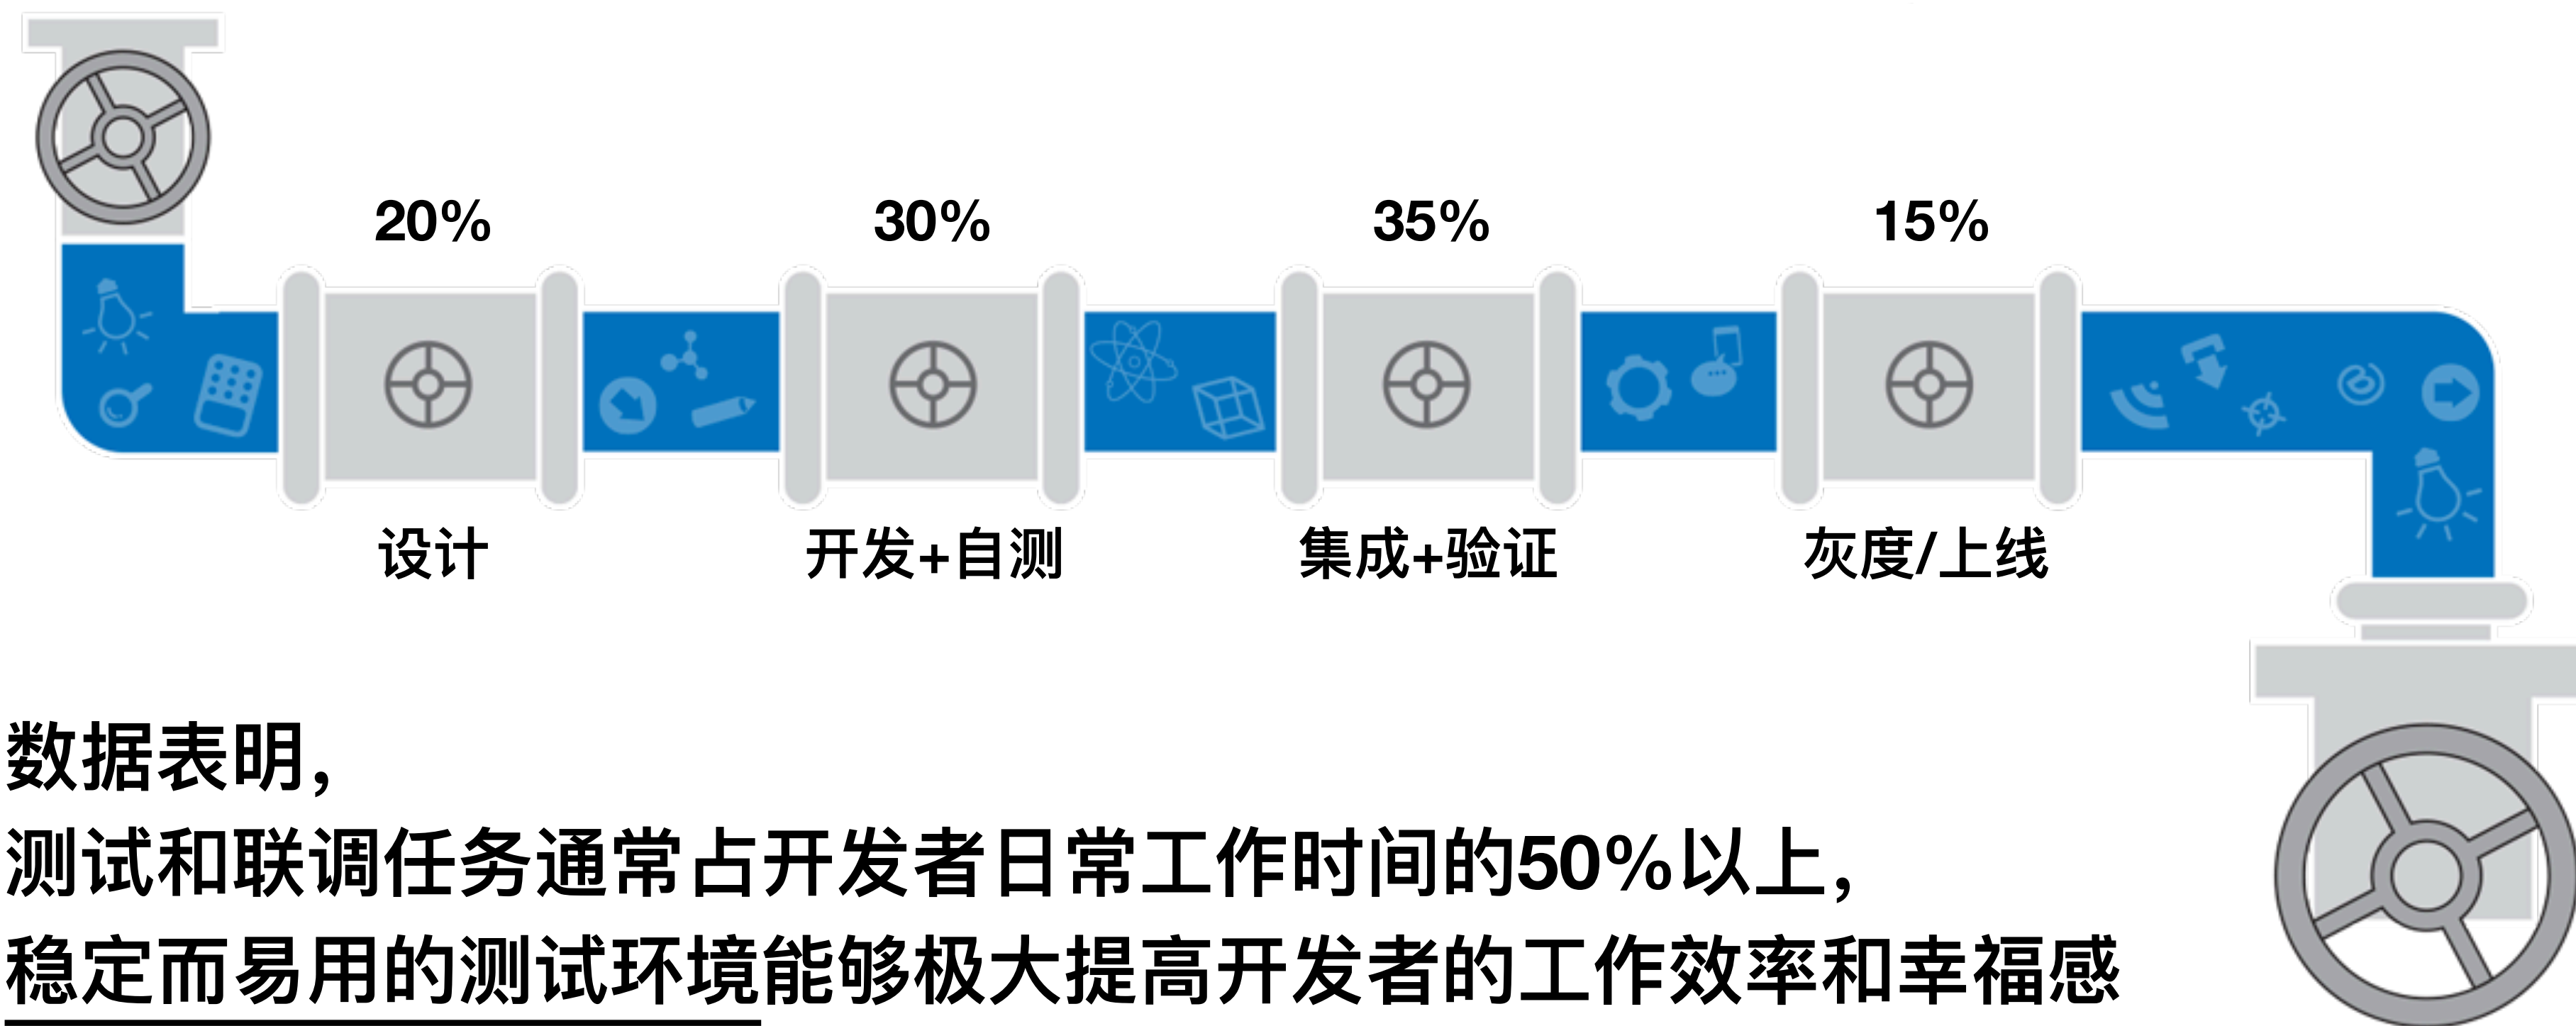 20% 30% 35% 15%
设计 开发+自测 集成+验证 灰度/上线
数据表明,
测试和联调任务通常占开发者日常工作时间的50%以上,
稳定而易用的测试环境能够极大提高开发者的工作效率和幸福感